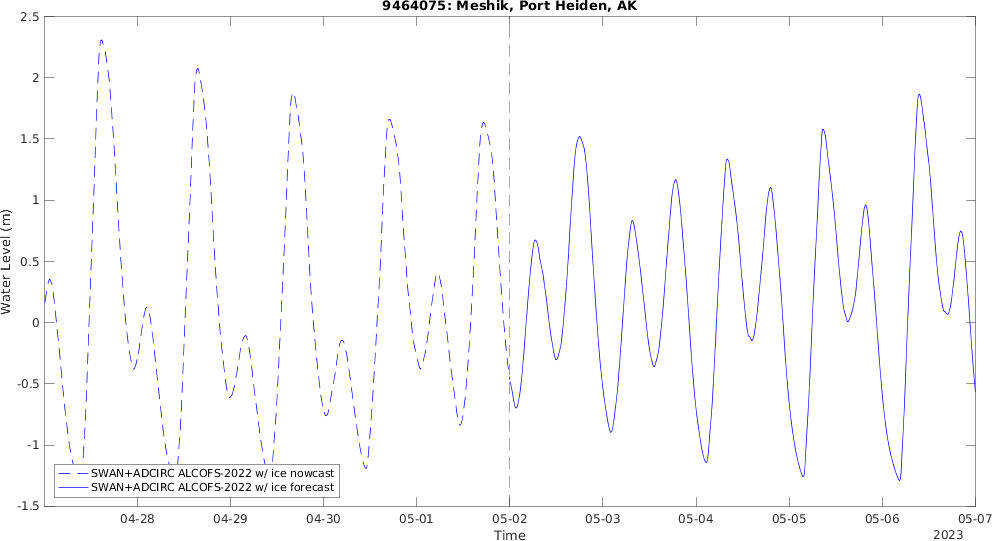 9464075: Meshik, Port Heiden, AK
2.5
2
1.5
1
0.5
0
-0.5
-1
-1.5
Water Level (m)
SWAN+ADCIRC ALCOFS-2022 w/ ice nowcast
SWAN+ADCIRC ALCOFS-2022 w/ ice forecast
04-28 04-29 04-30 05-01 05-02 05-03 05-04 05-05 05-06 05-07
Time
2023